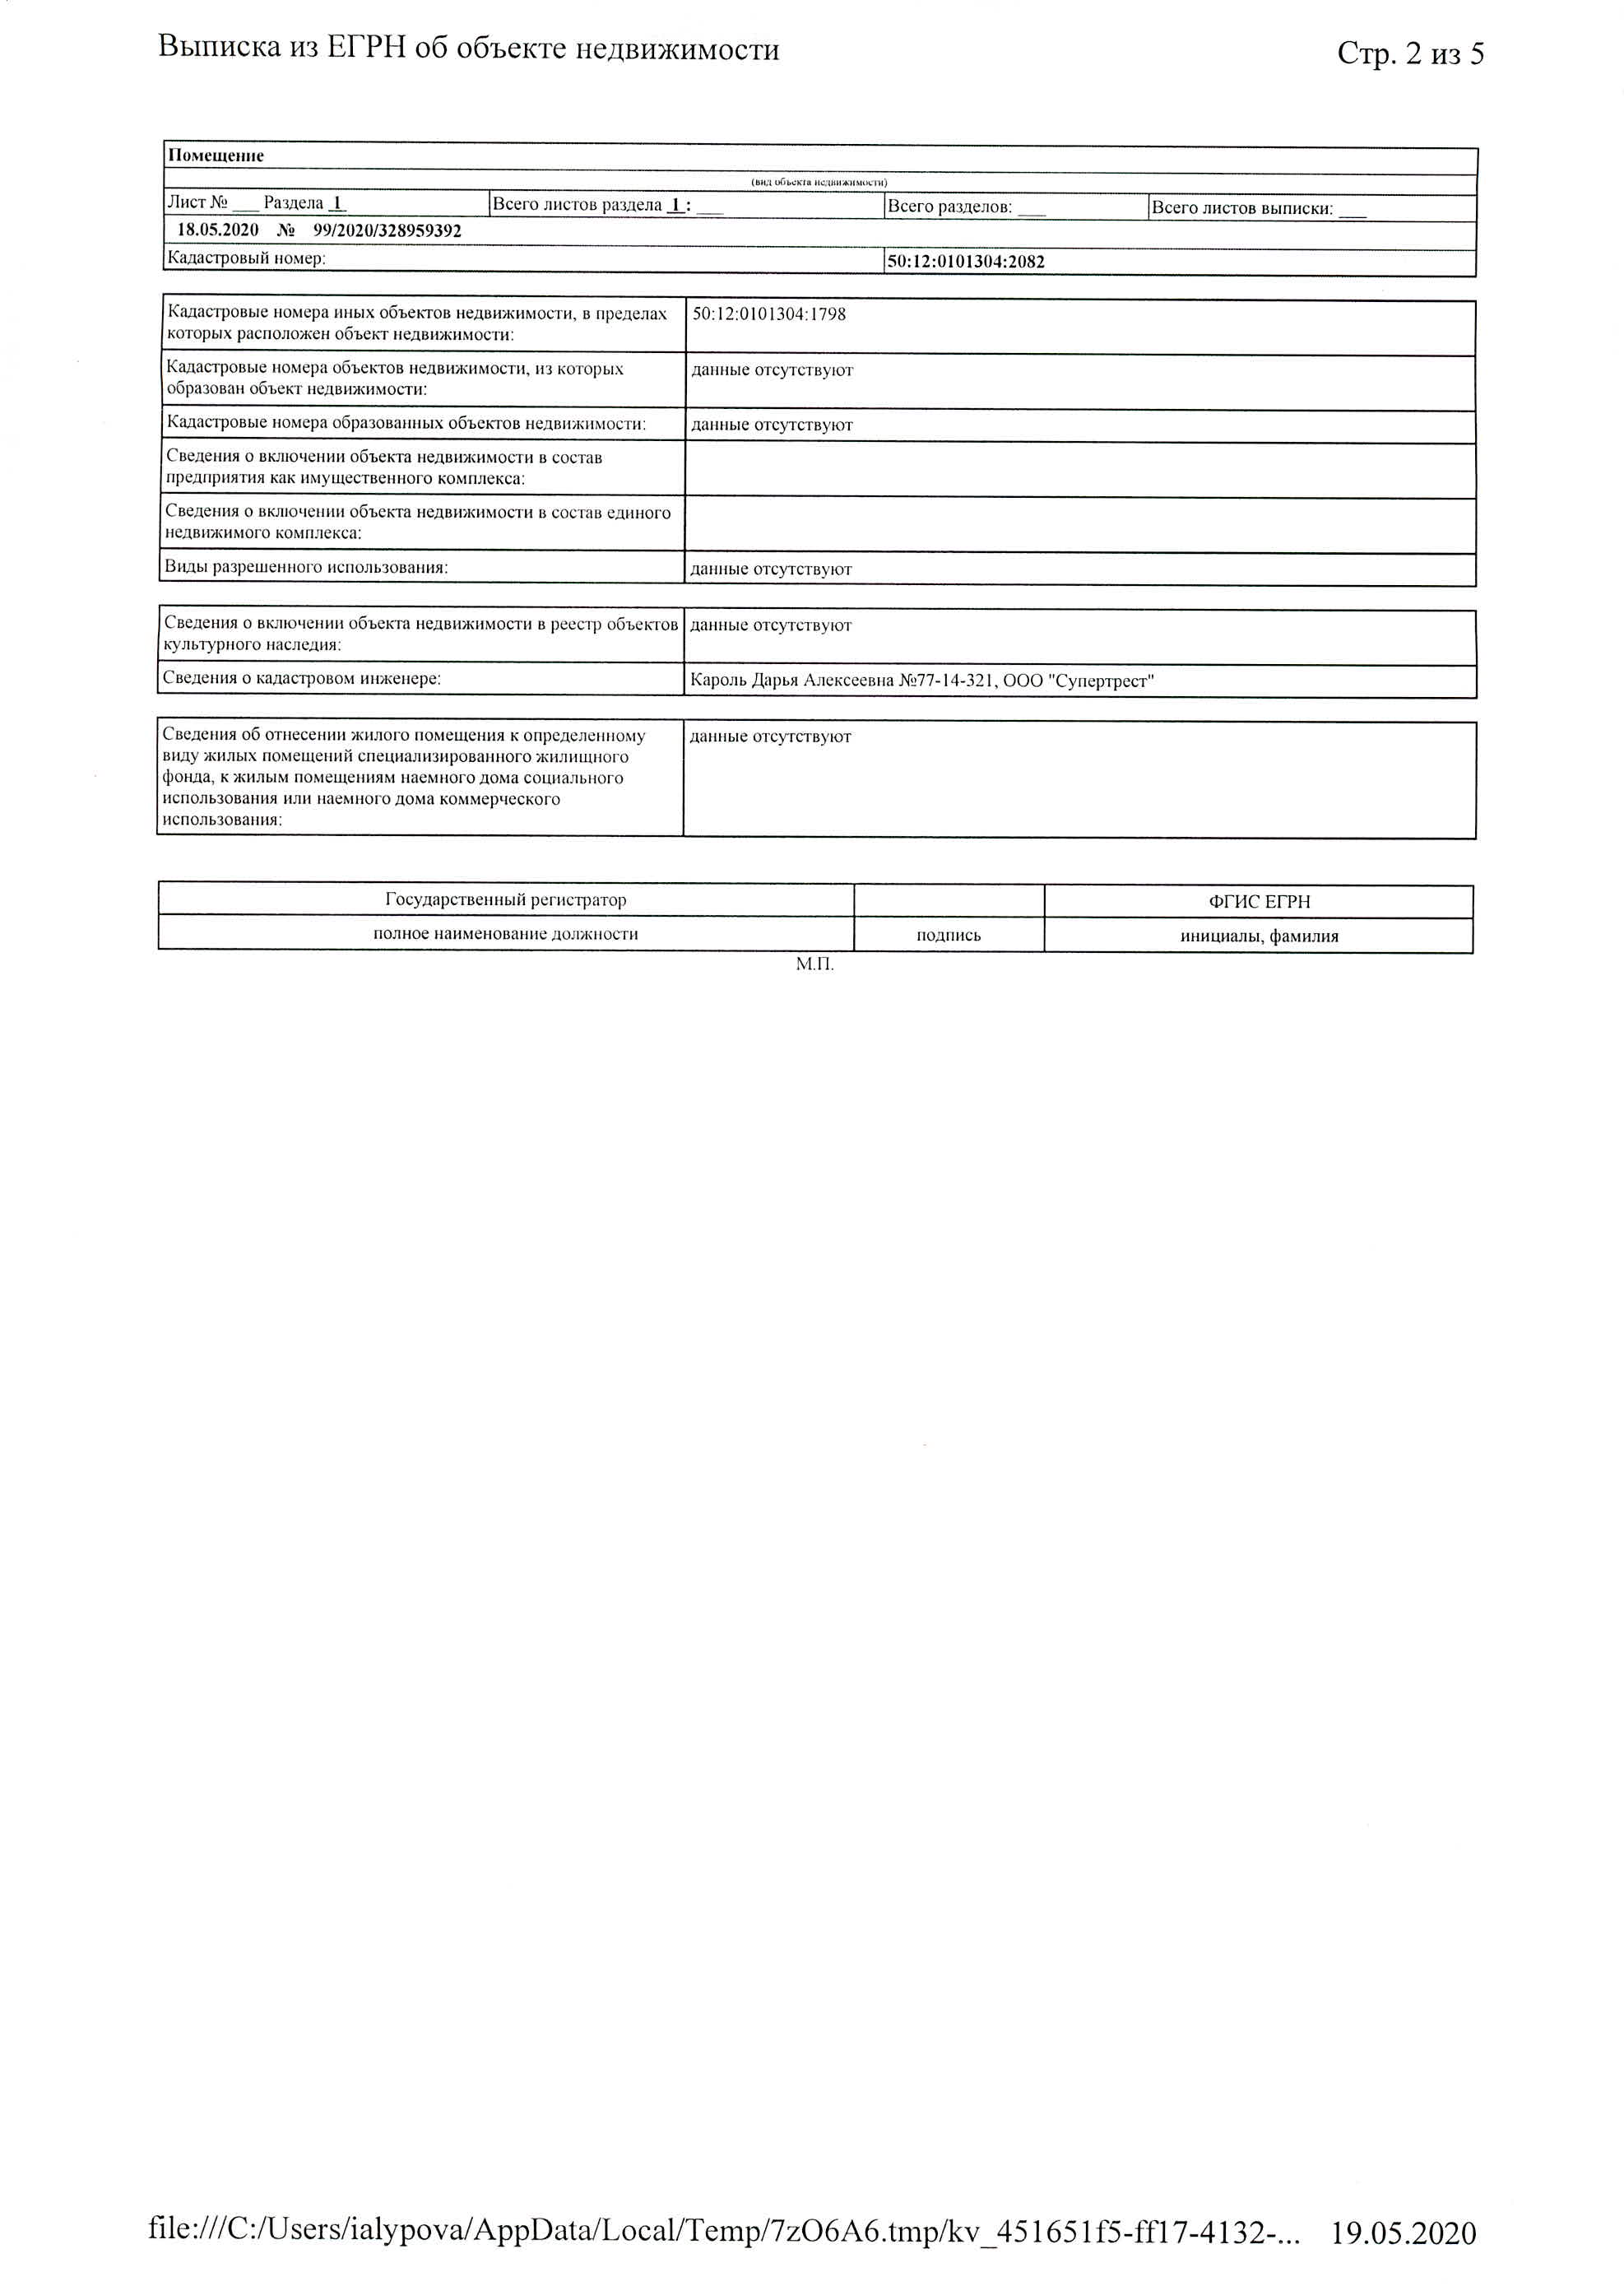 Выписка из ЕГРН об объекте недвижимости Стр. 2 из 5
Помещение
(вид объекта недвижимости)
Лист № ___ Раздела 1 Всего листов раздела 1 : ___ Всего разделов: ___ Всего листов выписки: ___
18.05.2020 № 99/2020/328959392
Кадастровый номер: 50:12:0101304:2082
Кадастровые номера иных объектов недвижимости, в пределах 50:12:0101304:1798
которых расположен объект недвижимости:
Кадастровые номера объектов недвижимости, из которых данные отсутствуют
образован объект недвижимости:
Кадастровые номера образованных объектов недвижимости: данные отсутствуют
Сведения о включении объекта недвижимости в состав
предприятия как имущественного комплекса:
Сведения о включении объекта недвижимости в состав единого
недвижимого комплекса:
Виды разрешенного использования: данные отсутствуют
Сведения о включении объекта недвижимости в реестр объектов данные отсутствуют
культурного наследия:
Сведения о кадастровом инженере: Кароль Дарья Алексеевна №77-14-321, ООО "Супертрест"
Сведения об отнесении жилого помещения к определенному данные отсутствуют
виду жилых помещений специализированного жилищного
фонда, к жилым помещениям наемного дома социального
использования или наемного дома коммерческого
использования:
Государственный регистратор ФГИС ЕГРН
полное наименование должности подпись инициалы, фамилия
М.П.
file:///C:/Users/ialypova/AppData/Local/Temp/7zO6A6.tmp/kv_451651f5-ff17-4132-... 19.05.2020